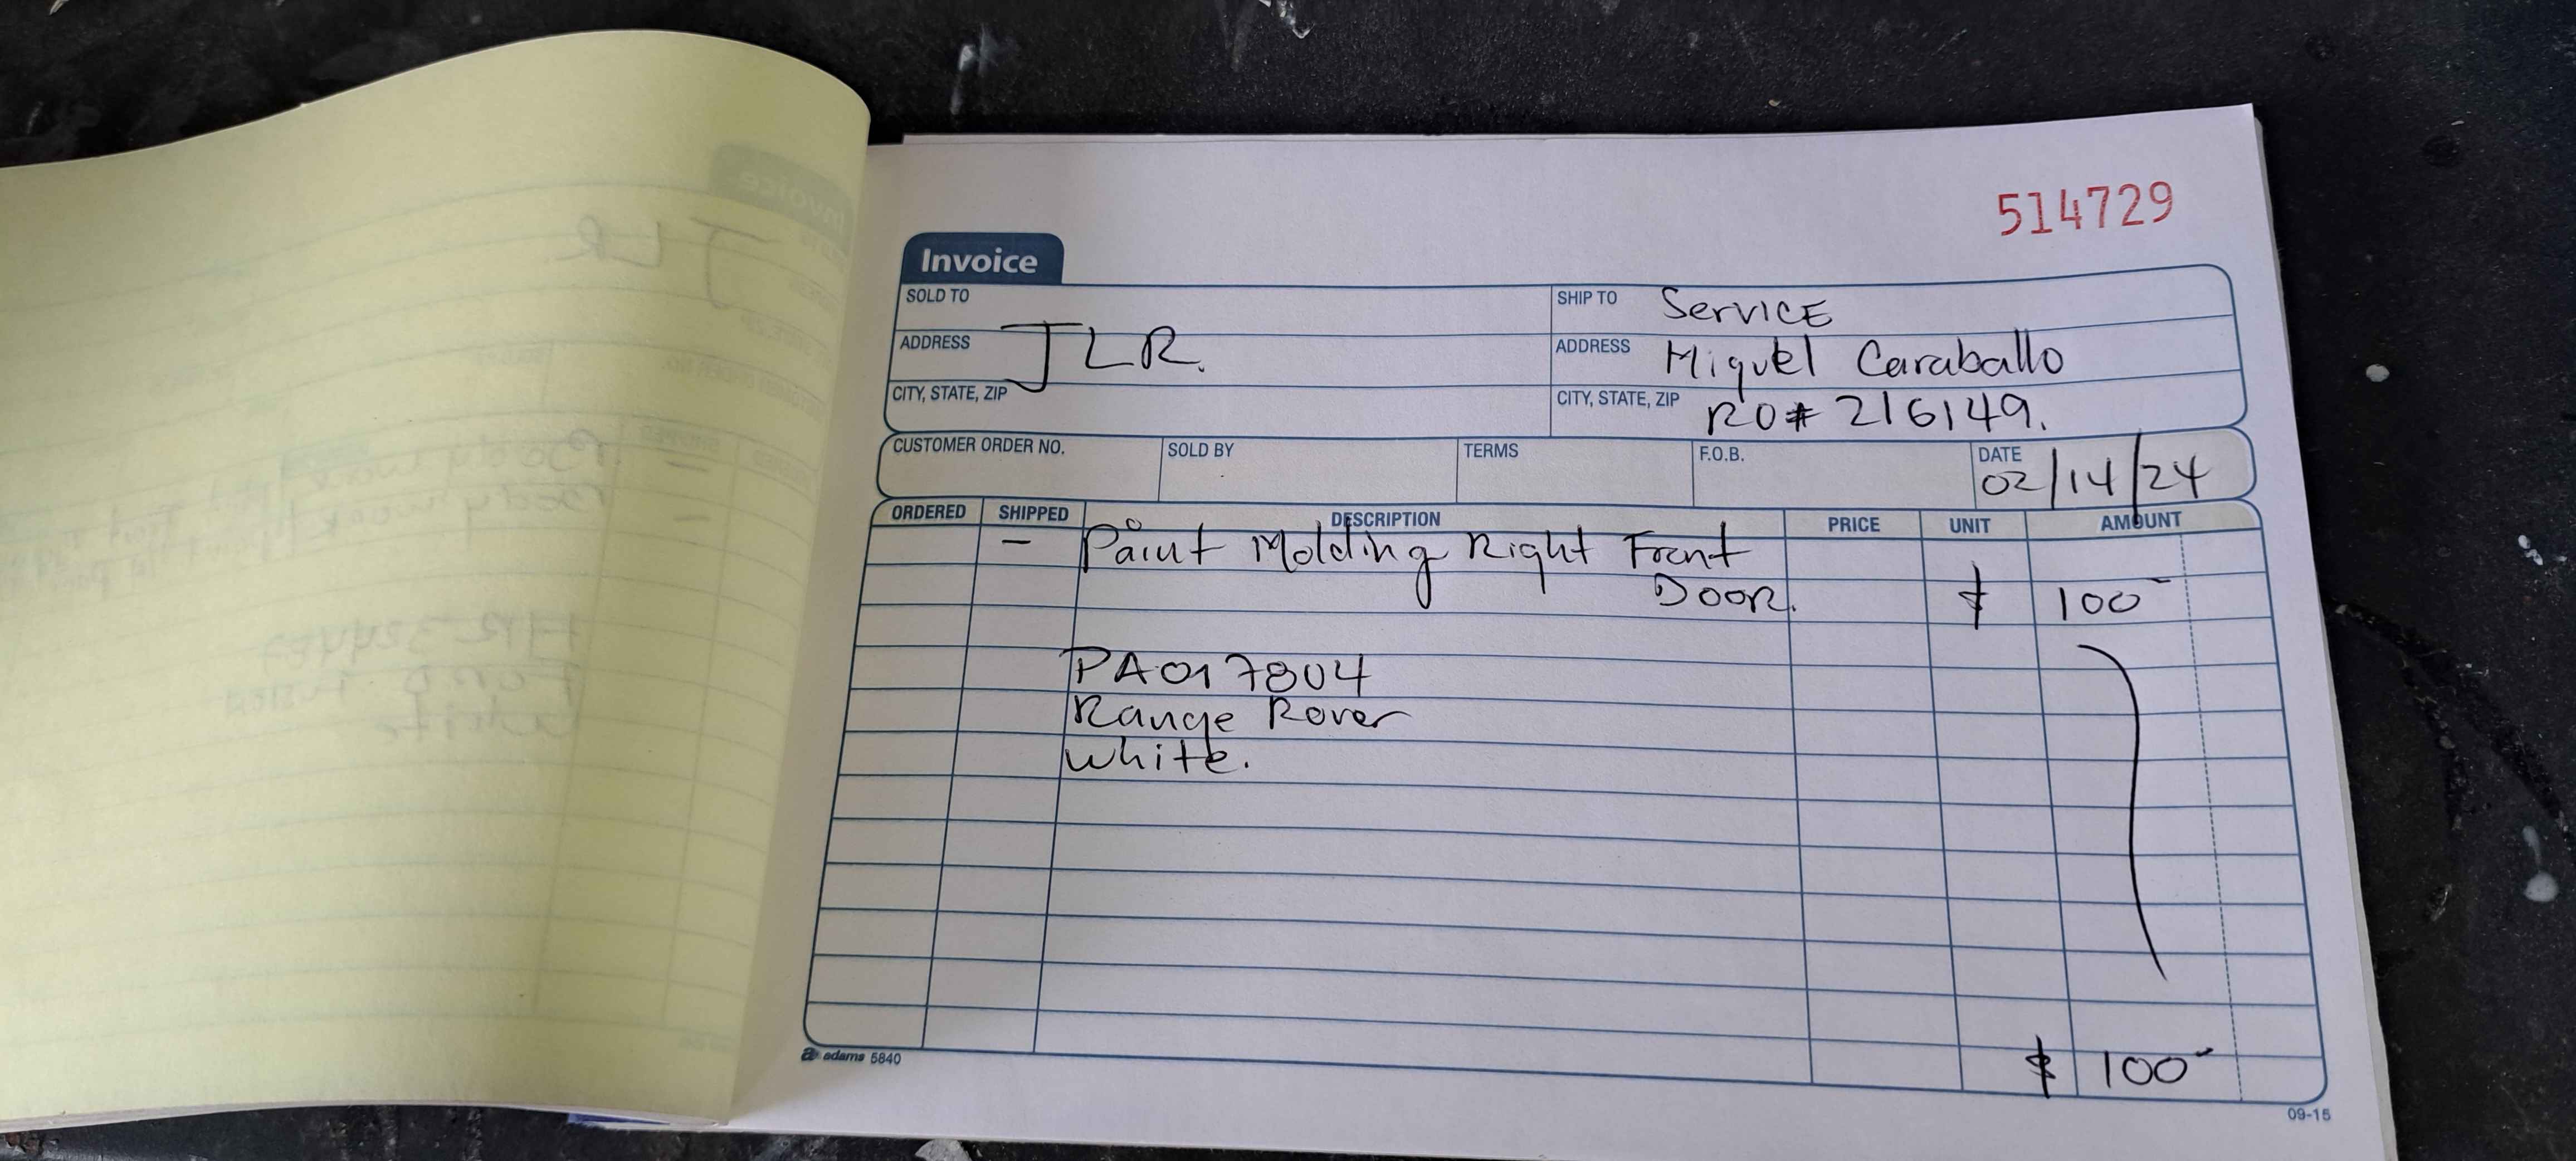 514729
Invoice
SOLD TO
ADDRESS JLR.
CITY, STATE, ZIP
SHIP TO Service
ADDRESS Miguel Caraballo
CITY, STATE, ZIP RO# 216149.
CUSTOMER ORDER NO. SOLD BY TERMS F.O.B. DATE 02/14/24
ORDERED SHIPPED DESCRIPTION PRICE UNIT AMOUNT
- Paint Molding Right Front
Door. $ 100-
PA017804
Range Rover
White.
$ 100-
adams 5840
09-15